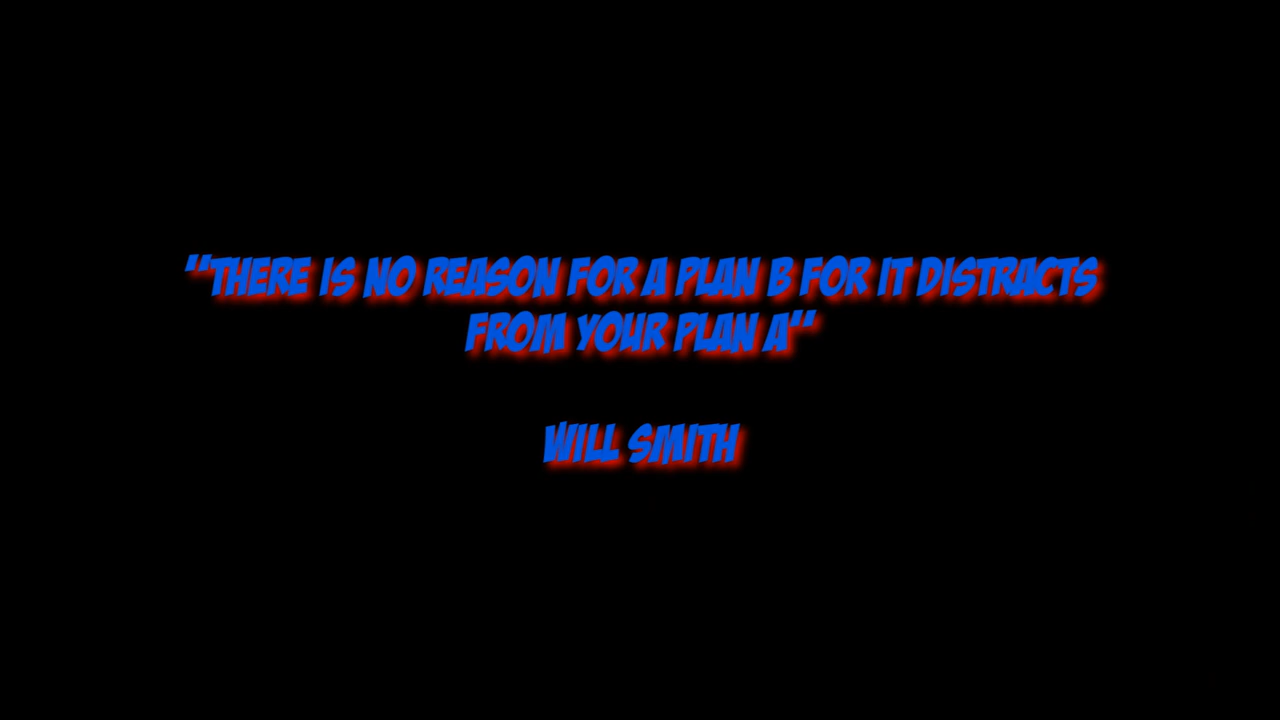 "THERE IS NO REASON FOR A PLAN B FOR IT DISTRACTS
FROM YOUR PLAN A"
WILL SMITH